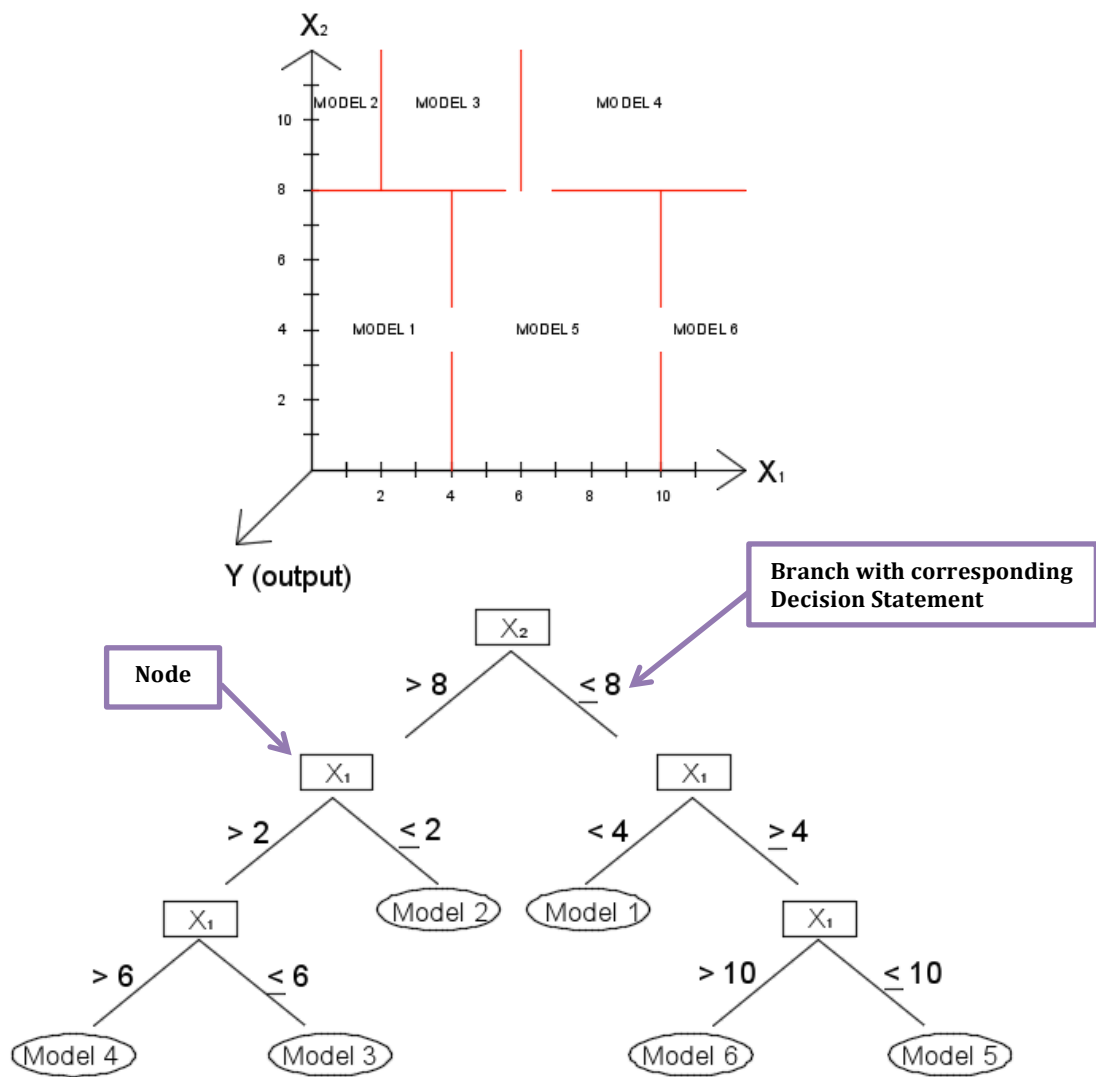 X₂
MODEL 2 MODEL 3 MODEL 4
10
8
6
MODEL 1 MODEL 5 MODEL 6
4
2
X₁
2 4 6 8 10
Y (output)
Branch with corresponding
Decision Statement
X₂
Node
> 8 ≤ 8
X₁ X₁
> 2 ≤ 2 < 4 ≥ 4
X₁ Model 2 Model 1 X₁
> 6 ≤ 6 > 10 ≤ 10
Model 4 Model 3 Model 6 Model 5